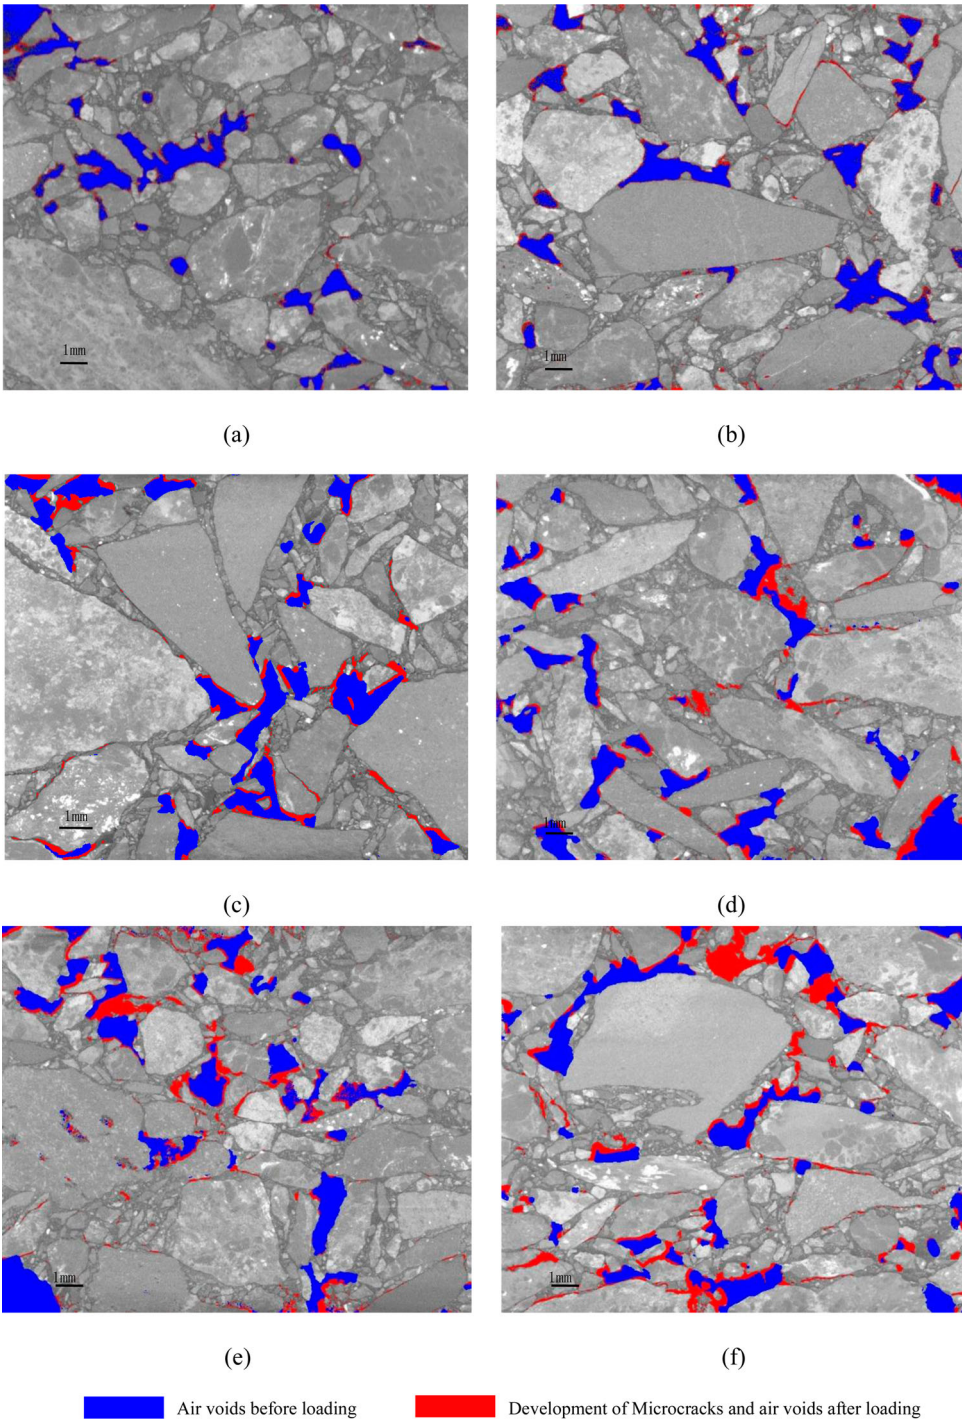 1mm
1mm
(a)
(b)
1mm
1mm
(c)
(d)
1mm
1mm
(e)
(f)
Air voids before loading
Development of Microcracks and air voids after loading